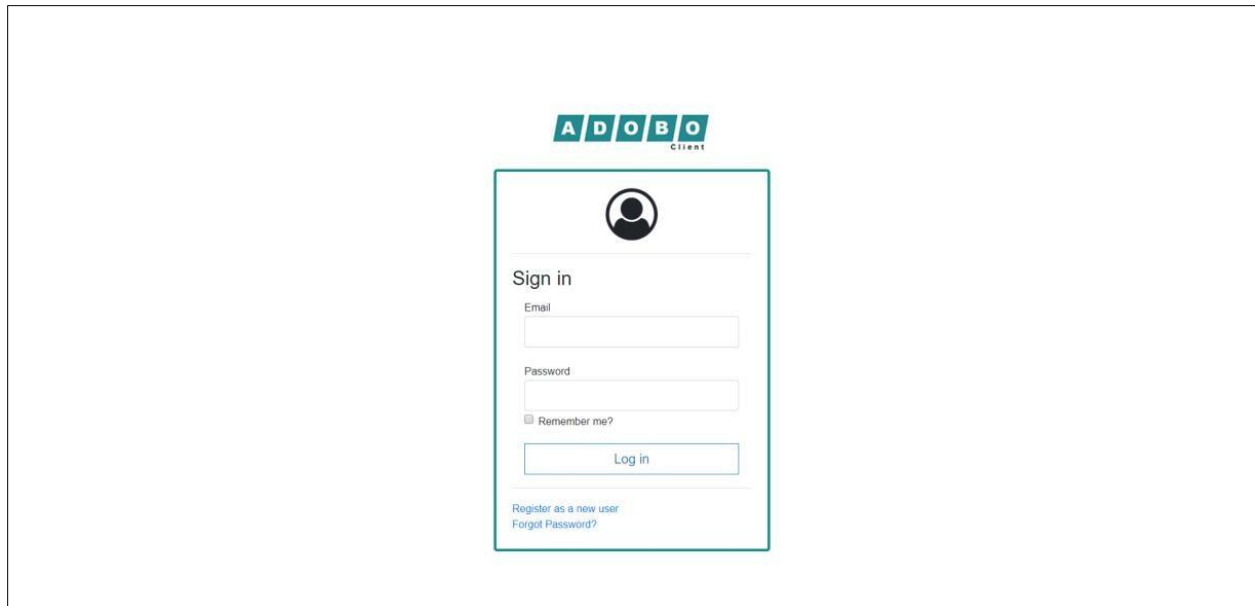 ADOBO
Client
Sign in
Email
Password
Remember me?
Log in
Register as a new user
Forgot Password?